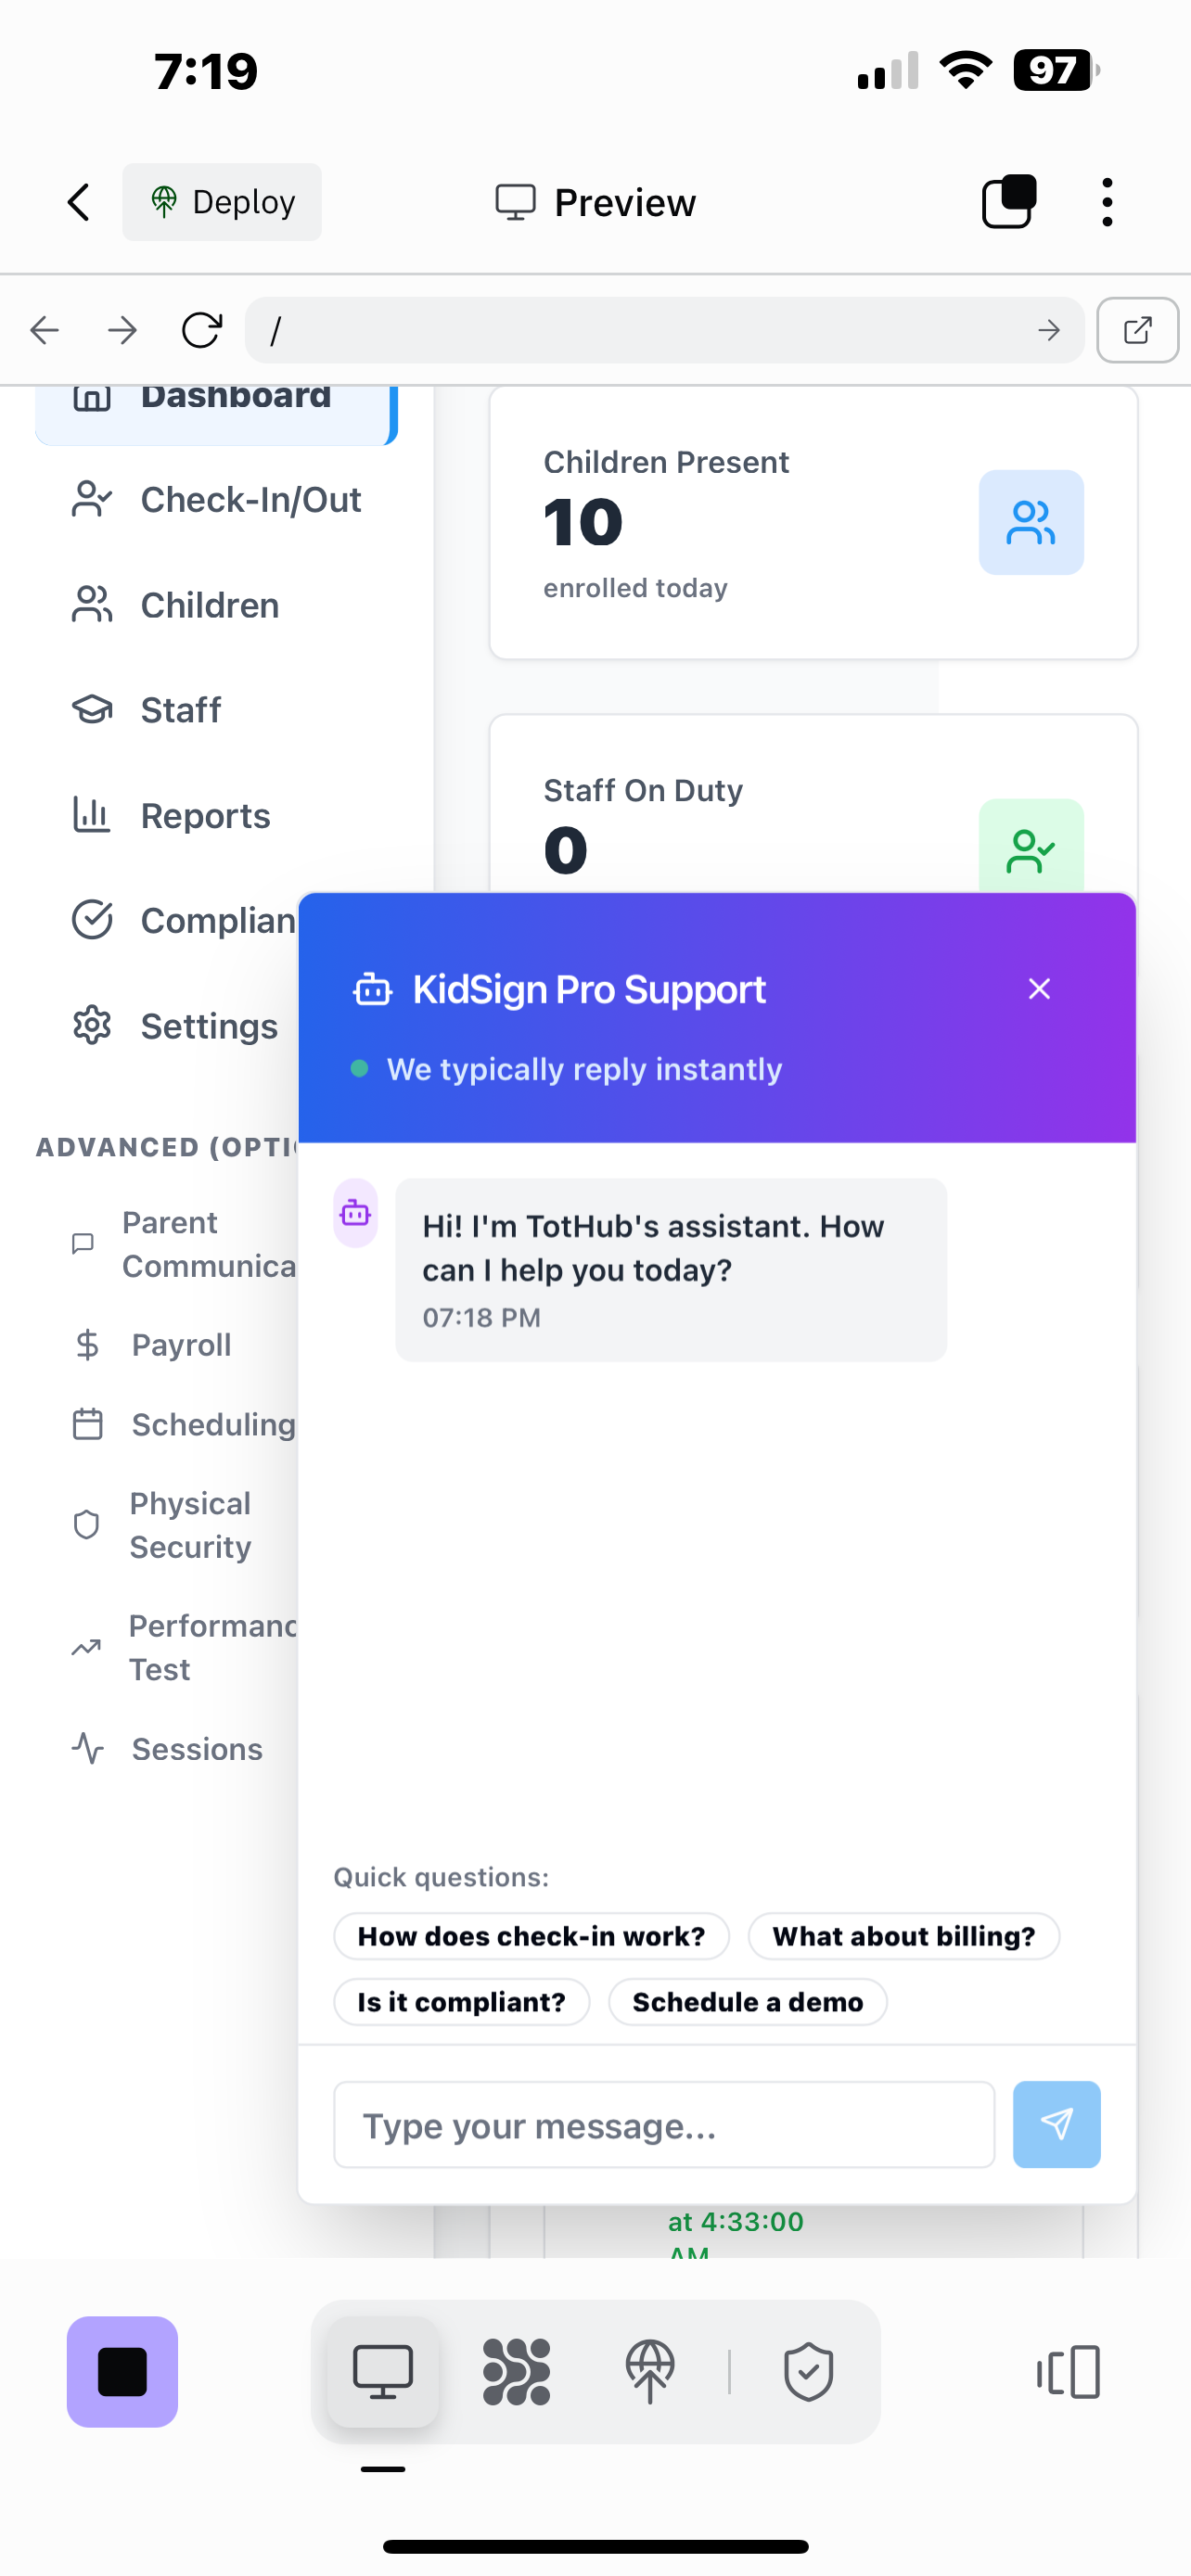 7:19
97
Deploy
Preview
/
Dashboard
Check-In/Out
Children
Staff
Reports
Complian
Settings
ADVANCED (OPTI
Parent
Communica
Payroll
Scheduling
Physical
Security
Performanc
Test
Sessions
Children Present
10
enrolled today
Staff On Duty
0
KidSign Pro Support
We typically reply instantly
Hi! I'm TotHub's assistant. How
can I help you today?
07:18 PM
Quick questions:
How does check-in work?
What about billing?
Is it compliant?
Schedule a demo
Type your message...
at 4:33:00
AM